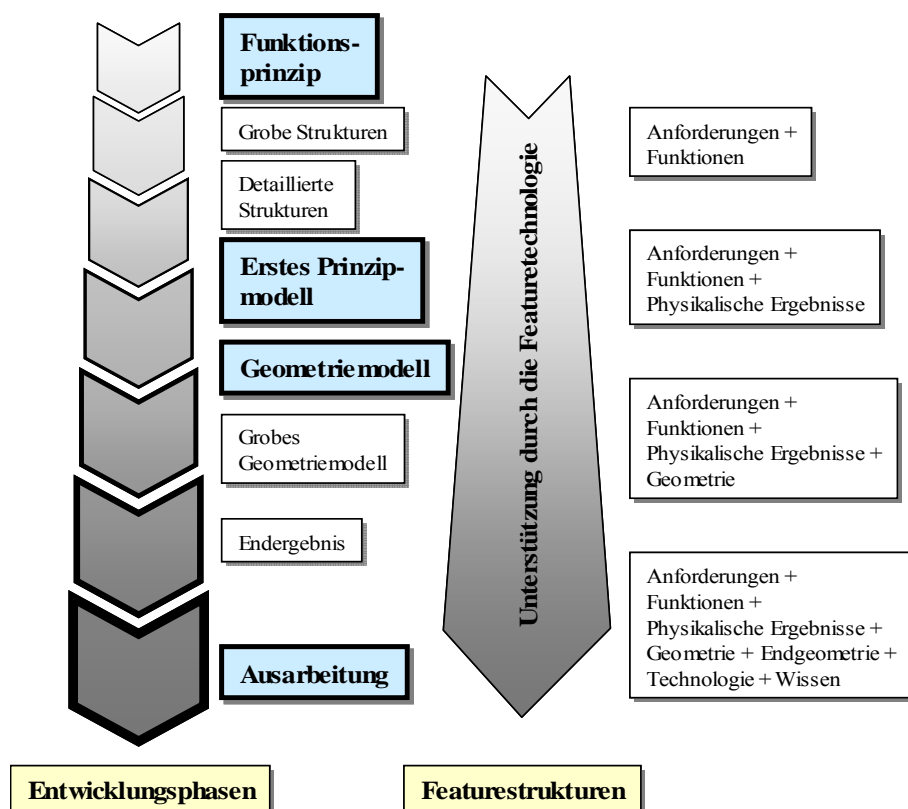 Funktions-
prinzip
Grobe Strukturen
Detaillierte
Strukturen
Erstes Prinzip-
modell
Geometriemodell
Grobes
Geometriemodell
Endergebnis
Ausarbeitung
Entwicklungsphasen
Unterstützung durch die Featuretechnologie
Anforderungen +
Funktionen
Anforderungen +
Funktionen +
Physikalische Ergebnisse
Anforderungen +
Funktionen +
Physikalische Ergebnisse +
Geometrie
Anforderungen +
Funktionen +
Physikalische Ergebnisse +
Geometrie + Endgeometrie +
Technologie + Wissen
Featurestrukturen